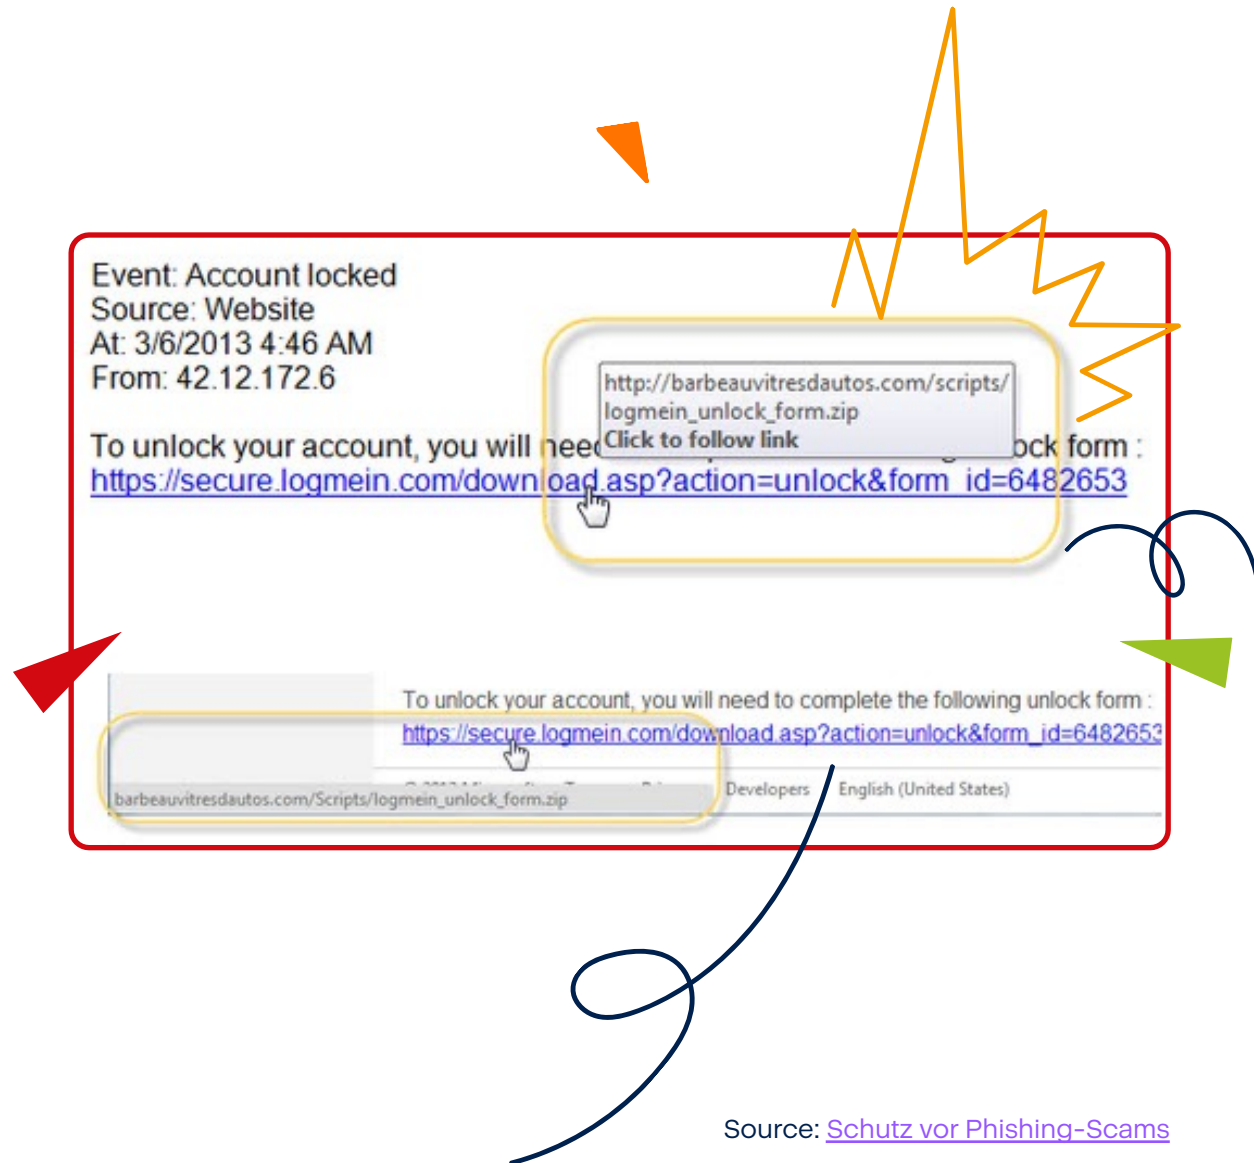 Event: Account locked
Source: Website
At: 3/6/2013 4:46 AM
From: 42.12.172.6
http://barbeauvitresdautos.com/scripts/
logmein_unlock_form.zip
Click to follow link
To unlock your account, you will need ock form :
https://secure.logmein.com/download.asp?action=unlock&form_id=6482653
To unlock your account, you will need to complete the following unlock form :
https://secure.logmein.com/download.asp?action=unlock&form_id=6482653
barbeauvitresdautos.com/Scripts/logmein_unlock_form.zip
Developers English (United States)
Source: Schutz vor Phishing-Scams